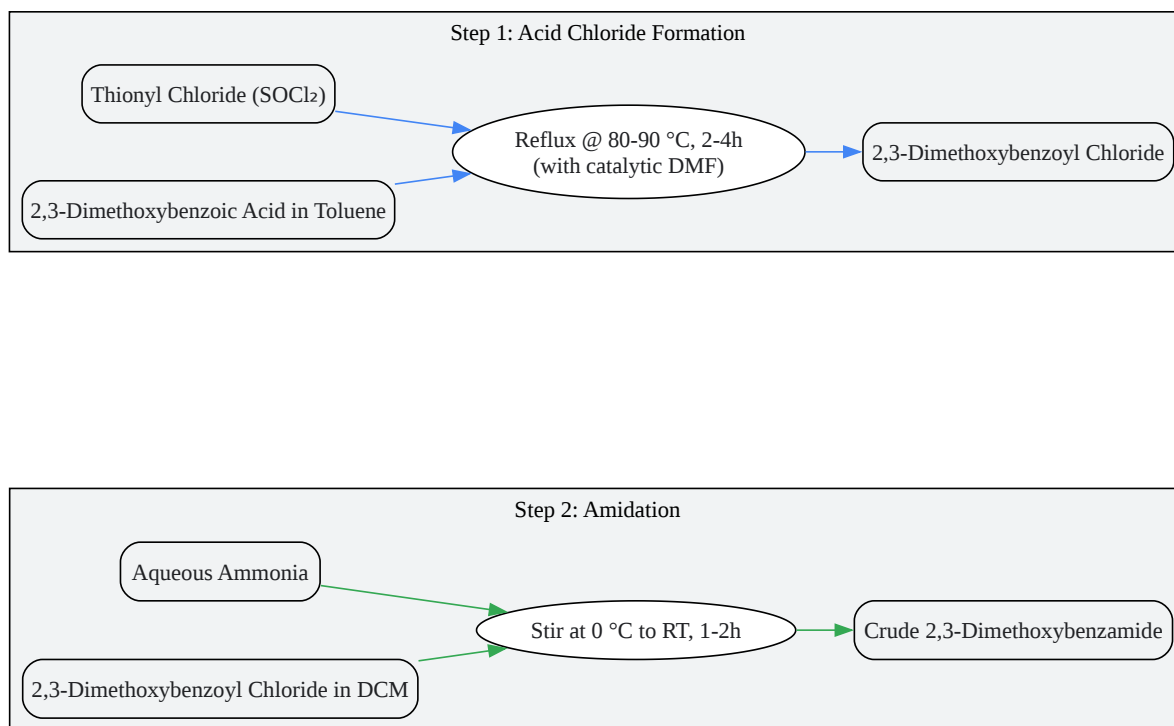 Step 1: Acid Chloride Formation
Thionyl Chloride (SOCl₂)
Reflux @ 80-90 °C, 2-4h
(with catalytic DMF)
2,3-Dimethoxybenzoyl Chloride
2,3-Dimethoxybenzoic Acid in Toluene
Step 2: Amidation
Aqueous Ammonia
Stir at 0 °C to RT, 1-2h
Crude 2,3-Dimethoxybenzamide
2,3-Dimethoxybenzoyl Chloride in DCM